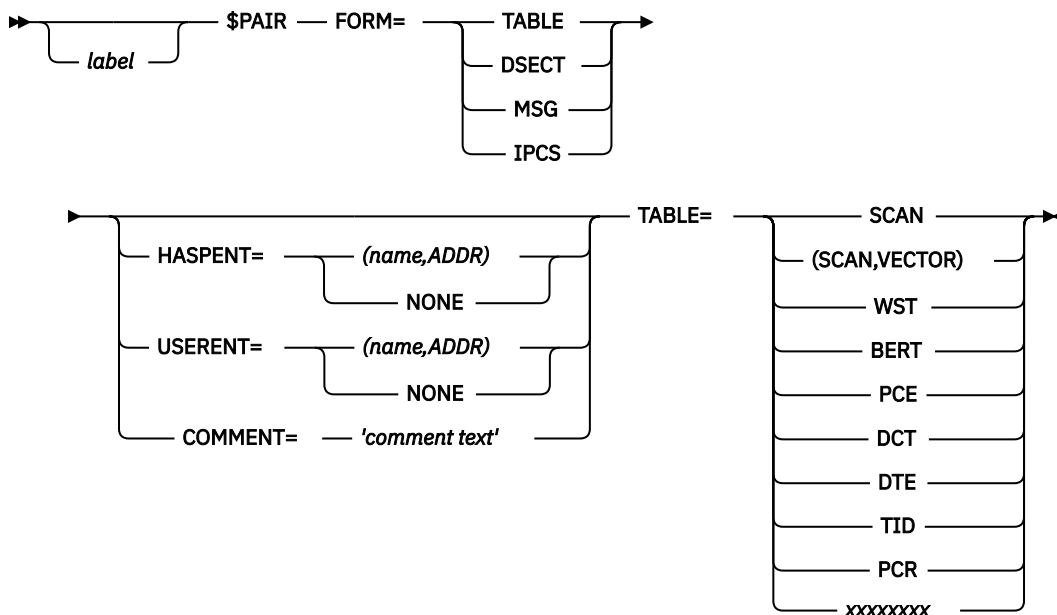 $PAIR FORM= TABLE
label DSECT
MSG
IPCS
TABLE= SCAN
HASPENT= (name,ADDR) (SCAN,VECTOR)
NONE WST
USERENT= (name,ADDR) BERT
NONE PCE
COMMENT= 'comment text' DCT
DTE
TID
PCR
xxxxxxxx